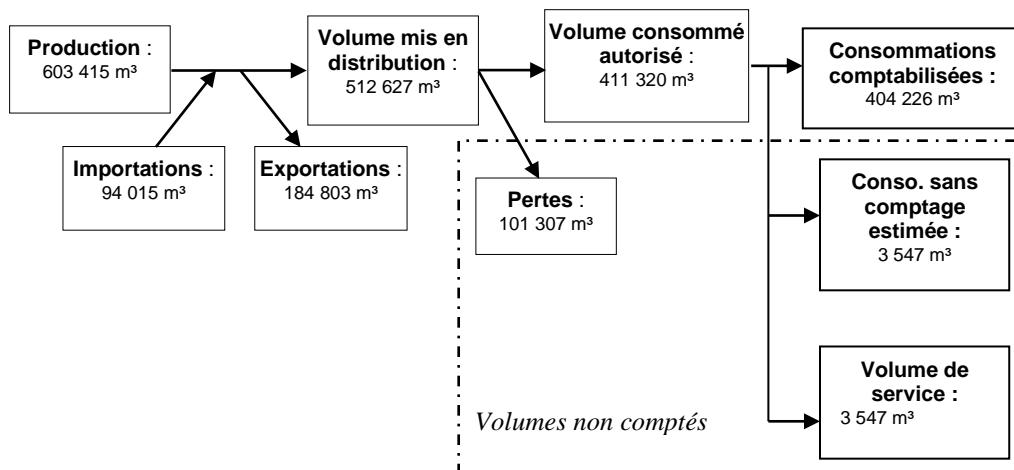 Production :
603 415 m³
Volume mis en
distribution :
512 627 m³
Volume consommé
autorisé :
411 320 m³
Consommations
comptabilisées :
404 226 m³
Importations :
94 015 m³
Exportations :
184 803 m³
Pertes :
101 307 m³
Conso. sans
comptage
estimée :
3 547 m³
Volume de
service :
3 547 m³
Volumes non comptés